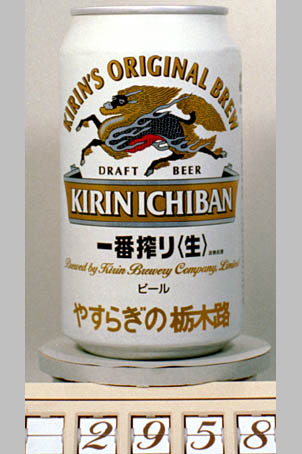 KIRIN'S ORIGINAL BREW
DRAFT BEER
KIRIN ICHIBAN
一番搾り〈生〉
Brewed by Kirin Brewery Company, Limited
ビール
やすらぎの栃木路
2958